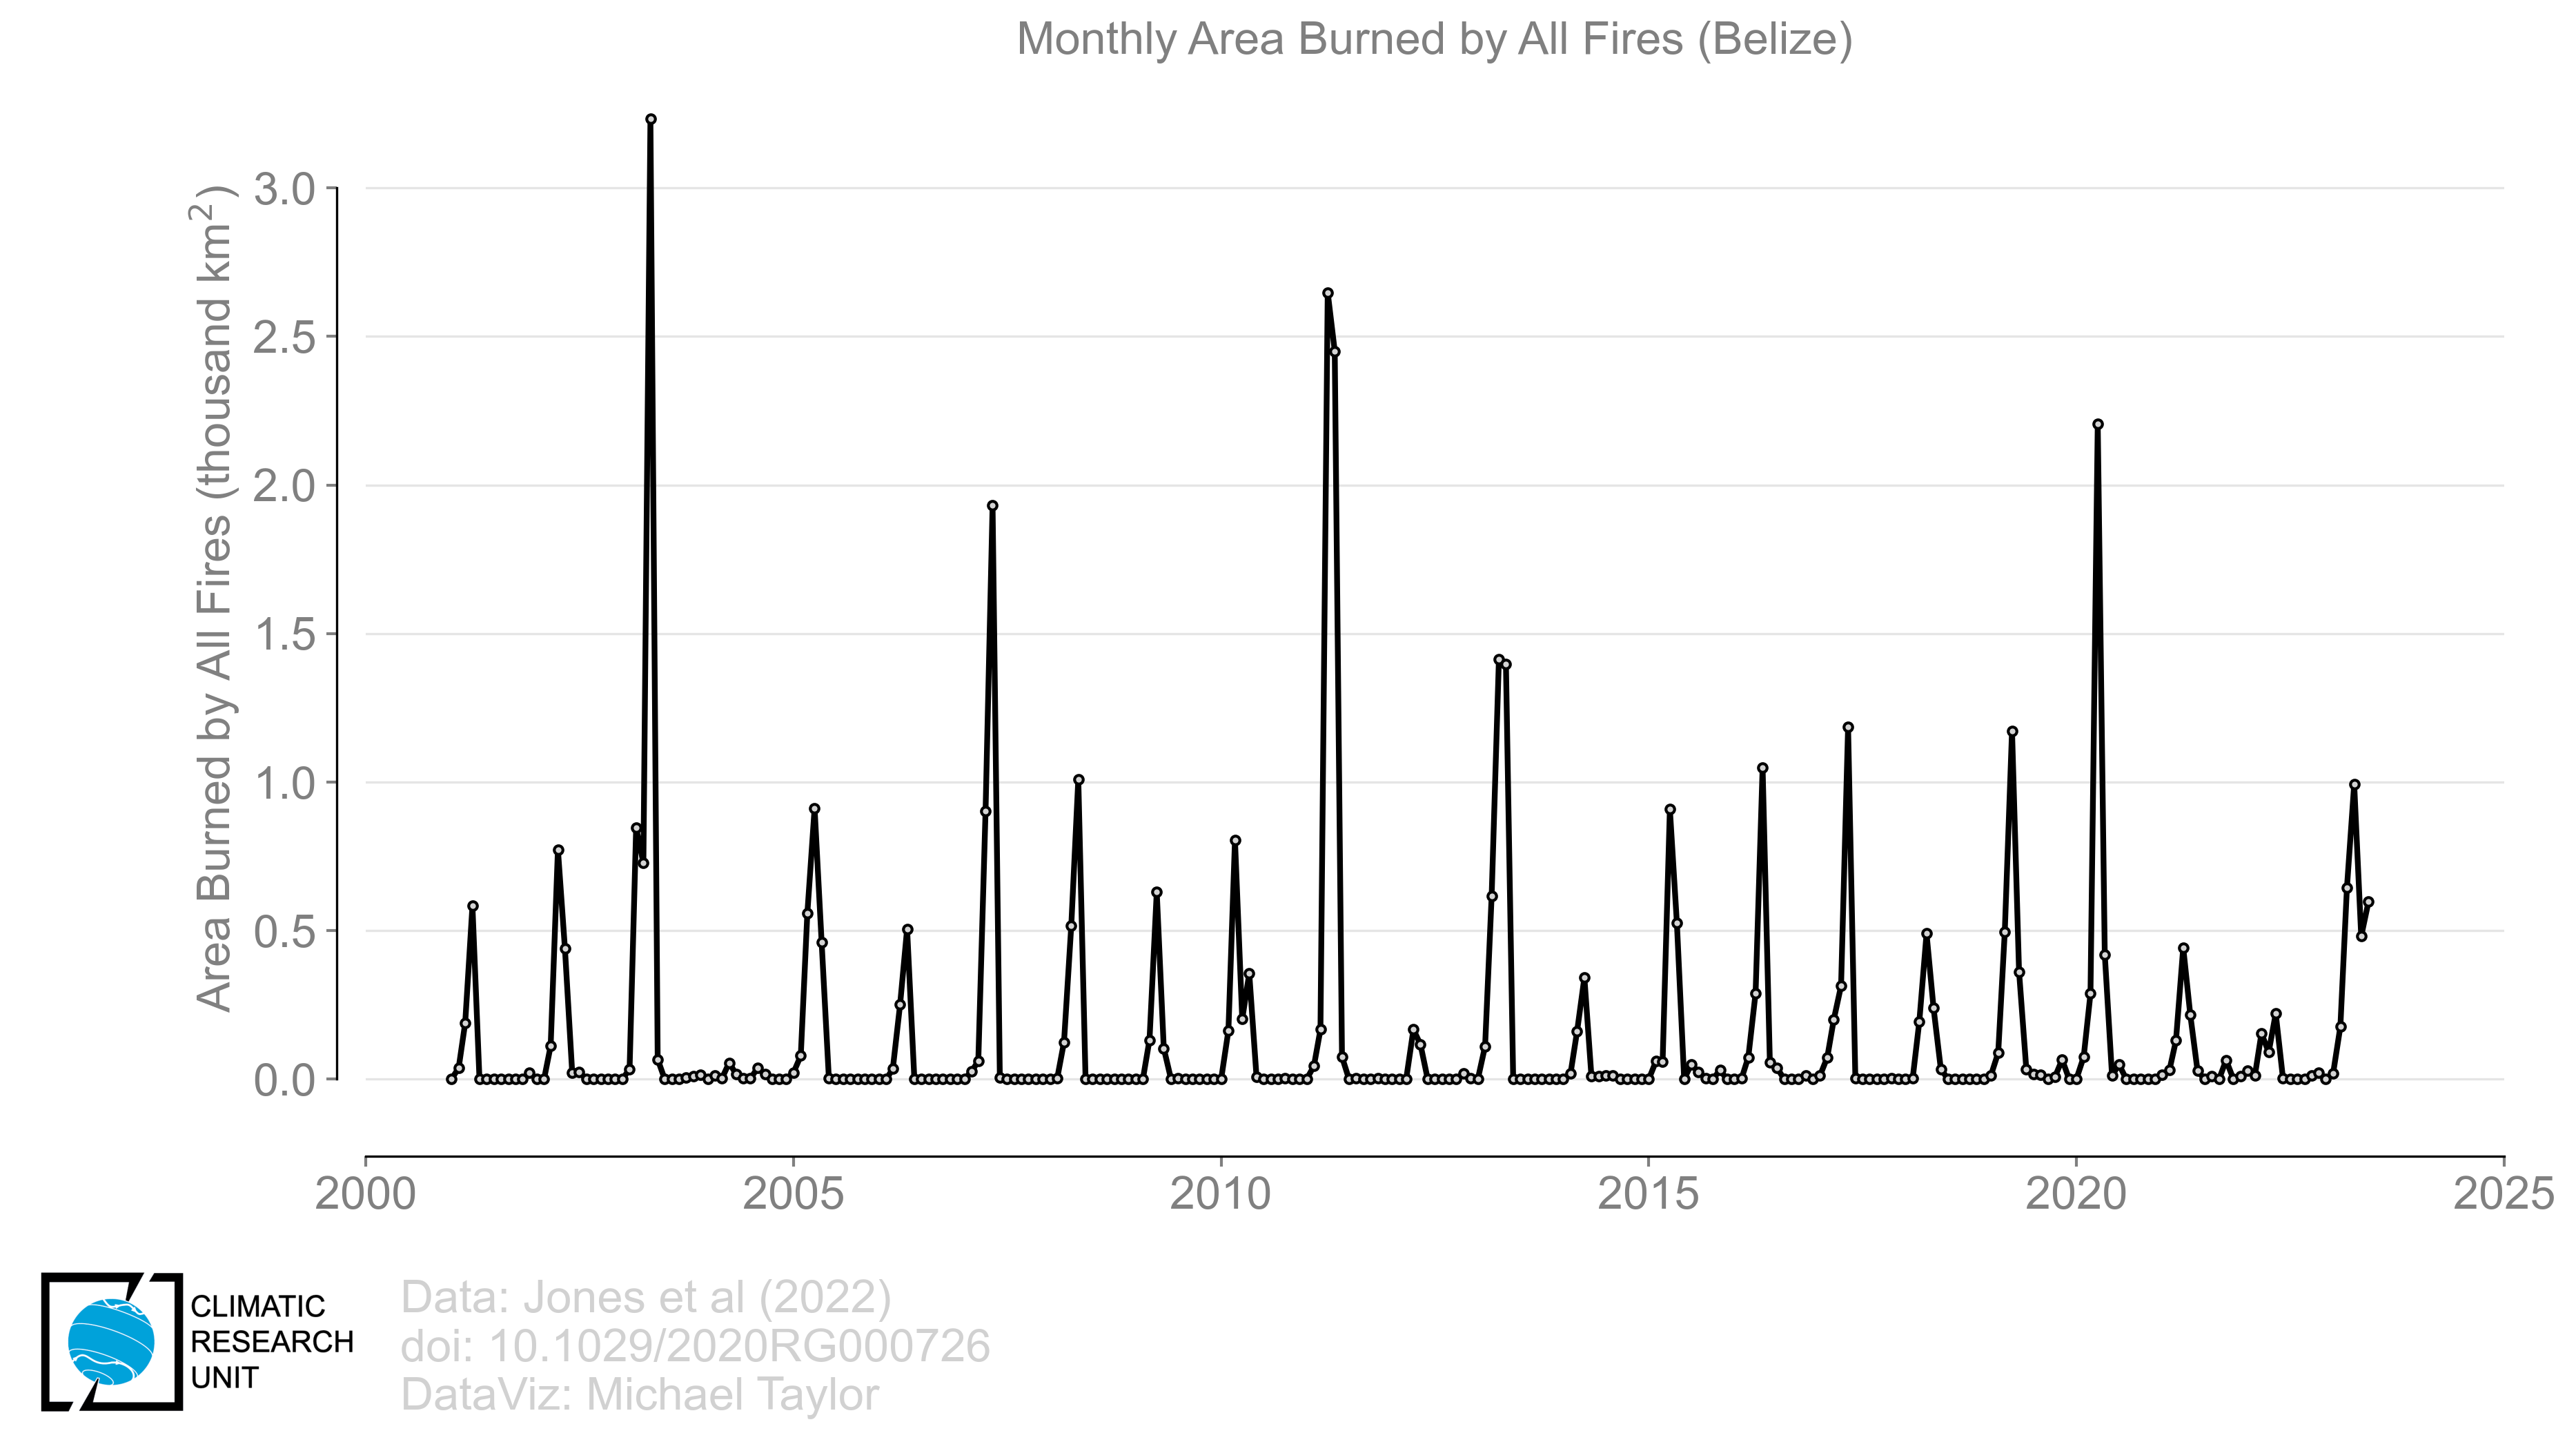 Monthly Area Burned by All Fires (Belize)
Area Burned by All Fires (thousand km²)
3.0
2.5
2.0
1.5
1.0
0.5
0.0
2000
2005
2010
2015
2020
2025
CLIMATIC
RESEARCH
UNIT
Data: Jones et al (2022)
doi: 10.1029/2020RG000726
DataViz: Michael Taylor